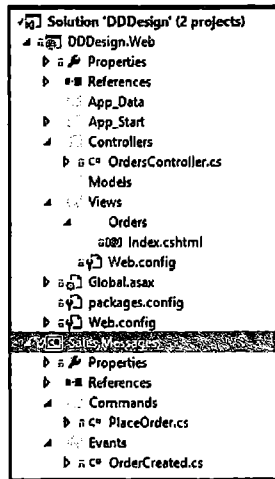 Solution 'DDDesign' (2 projects)
DDDesign.Web
Properties
References
App_Data
App_Start
Controllers
C# OrdersController.cs
Models
Views
Orders
Index.cshtml
Web.config
Global.asax
packages.config
Web.config
C# Sales.Messages
Properties
References
Commands
C# PlaceOrder.cs
Events
C# OrderCreated.cs